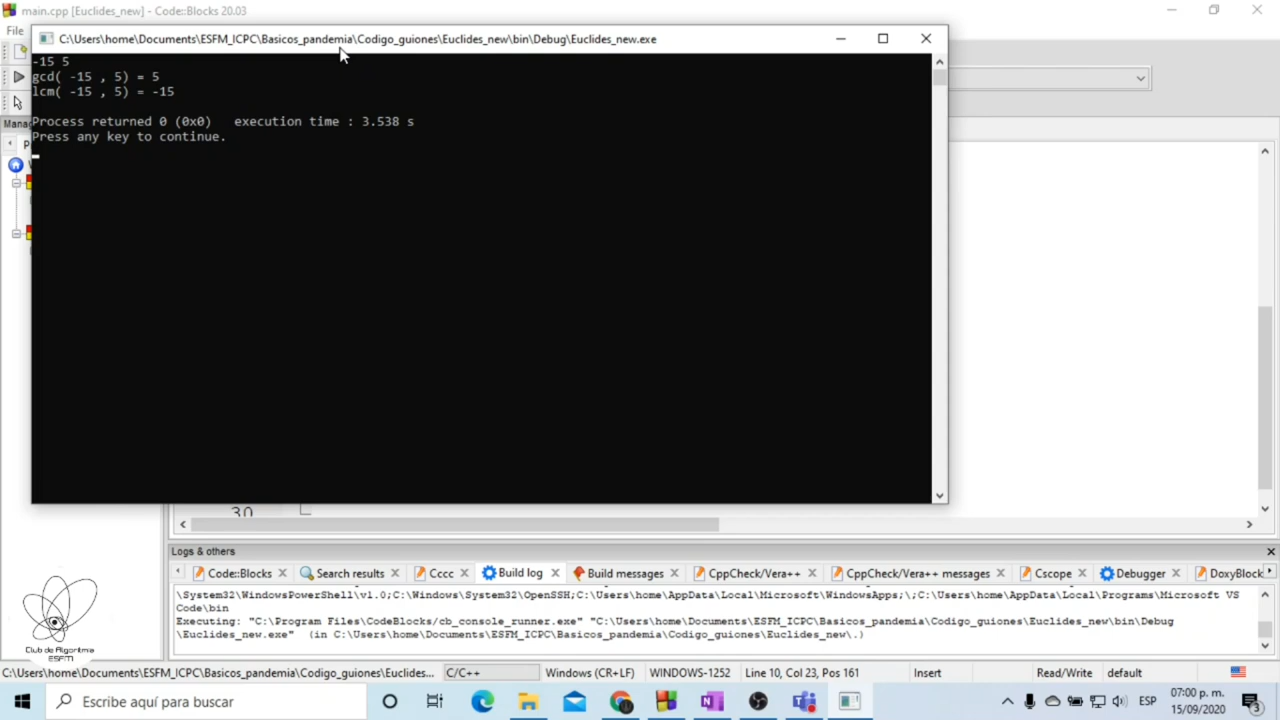 main.cpp [Euclides_new] - Code::Blocks 20.03
File
C:\Users\home\Documents\ESFM_ICPC\Basicos_pandemia\Codigo_guiones\Euclides_new\bin\Debug\Euclides_new.exe
-15 5
gcd( -15 , 5) = 5
lcm( -15 , 5) = -15
Process returned 0 (0x0)   execution time : 3.538 s
Press any key to continue.
Manag
P
30
Logs & others
Code::Blocks
Search results
Cccc
Build log
Build messages
CppCheck/Vera++
CppCheck/Vera++ messages
Cscope
Debugger
DoxyBlock
\System32\WindowsPowerShell\v1.0;C:\Windows\System32\OpenSSH;C:\Users\home\AppData\Local\Microsoft\WindowsApps;\;C:\Users\home\AppData\Local\Programs\Microsoft VS
Code\bin
Executing: "C:\Program Files\CodeBlocks/cb_console_runner.exe" "C:\Users\home\Documents\ESFM_ICPC\Basicos_pandemia\Codigo_guiones\Euclides_new\bin\Debug
\Euclides_new.exe"  (in C:\Users\home\Documents\ESFM_ICPC\Basicos_pandemia\Codigo_guiones\Euclides_new\.)
Club de Algoritmia
ESFM
C:\Users\home\Documents\ESFM_ICPC\Basicos_pandemia\Codigo_guiones\Euclides...
C/C++
Windows (CR+LF)
WINDOWS-1252
Line 10, Col 23, Pos 161
Insert
Read/Write
default
Escribe aquí para buscar
ESP
07:00 p. m.
15/09/2020
3